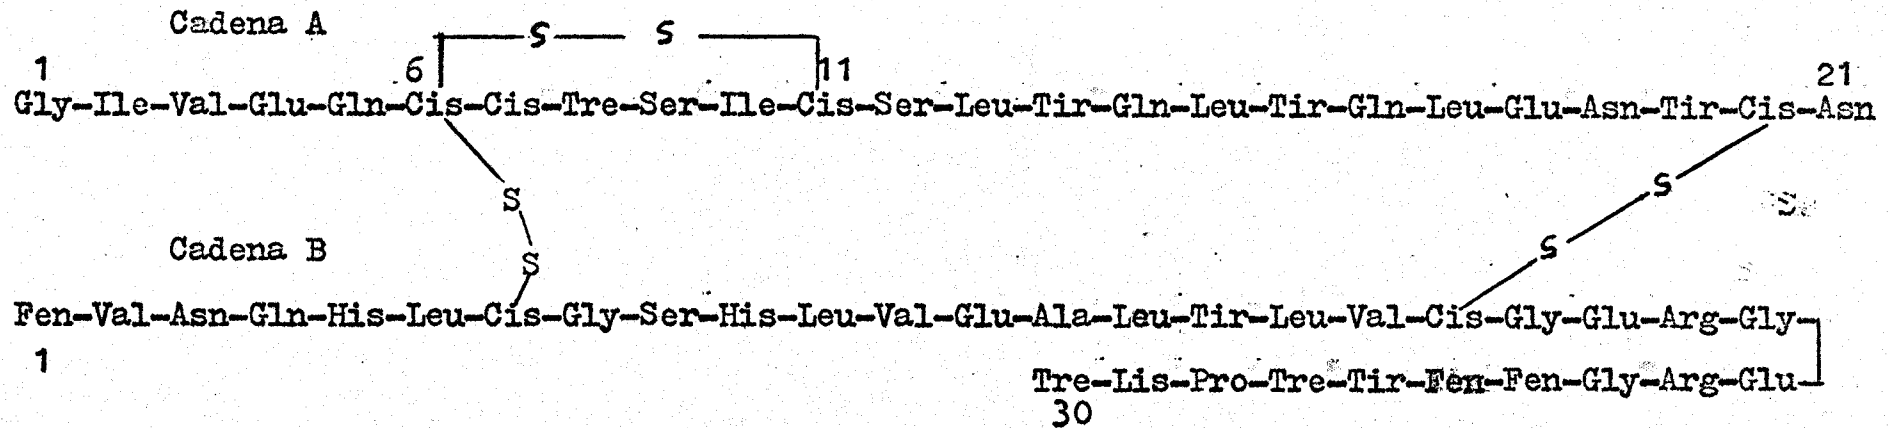 Cadena A
S S
1 6 11 21
Gly-Ile-Val-Glu-Gln-Cis-Cis-Tre-Ser-Ile-Cis-Ser-Leu-Tir-Gln-Leu-Tir-Gln-Leu-Glu-Asn-Tir-Cis-Asn
S S S
Cadena B S S
Fen-Val-Asn-Gln-His-Leu-Cis-Gly-Ser-His-Leu-Val-Glu-Ala-Leu-Tir-Leu-Val-Cis-Gly-Glu-Arg-Gly-
1
Tre-Lis-Pro-Tre-Tir-Fen-Fen-Gly-Arg-Glu
30